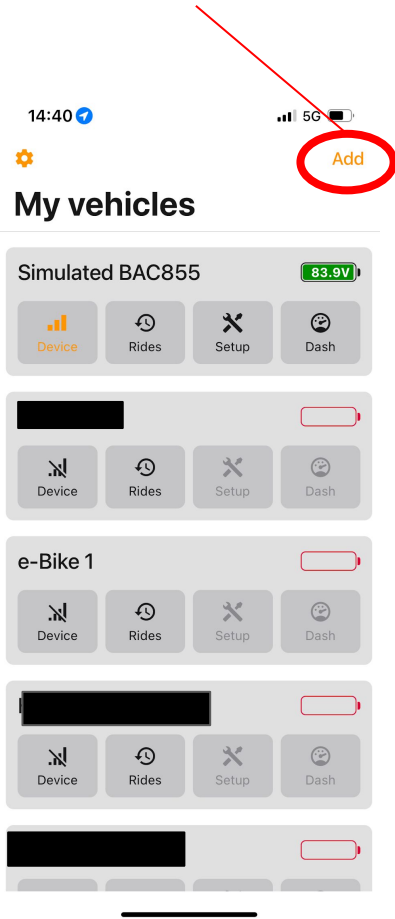 14:40 5G
Add
My vehicles
Simulated BAC855 83.9V
Device Rides Setup Dash
Device Rides Setup Dash
e-Bike 1
Device Rides Setup Dash
Device Rides Setup Dash